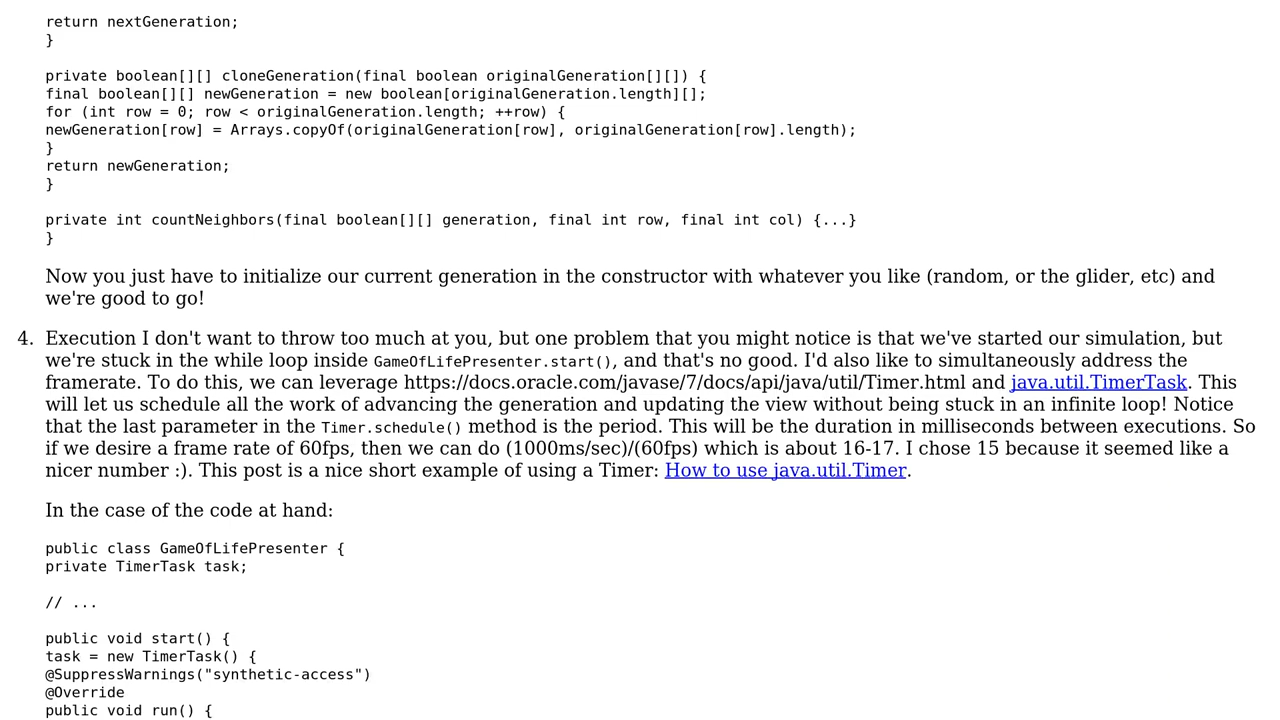 return nextGeneration;
}
private boolean[][] cloneGeneration(final boolean originalGeneration[][]) {
final boolean[][] newGeneration = new boolean[originalGeneration.length][];
for (int row = 0; row < originalGeneration.length; ++row) {
newGeneration[row] = Arrays.copyOf(originalGeneration[row], originalGeneration[row].length);
}
return newGeneration;
}
private int countNeighbors(final boolean[][] generation, final int row, final int col) {...}
}
Now you just have to initialize our current generation in the constructor with whatever you like (random, or the glider, etc) and
we're good to go!
4. Execution I don't want to throw too much at you, but one problem that you might notice is that we've started our simulation, but
we're stuck in the while loop inside GameOfLifePresenter.start(), and that's no good. I'd also like to simultaneously address the
framerate. To do this, we can leverage https://docs.oracle.com/javase/7/docs/api/java/util/Timer.html and java.util.TimerTask. This
will let us schedule all the work of advancing the generation and updating the view without being stuck in an infinite loop! Notice
that the last parameter in the Timer.schedule() method is the period. This will be the duration in milliseconds between executions. So
if we desire a frame rate of 60fps, then we can do (1000ms/sec)/(60fps) which is about 16-17. I chose 15 because it seemed like a
nicer number :). This post is a nice short example of using a Timer: How to use java.util.Timer.
In the case of the code at hand:
public class GameOfLifePresenter {
private TimerTask task;
// ...
public void start() {
task = new TimerTask() {
@SuppressWarnings("synthetic-access")
@Override
public void run() {